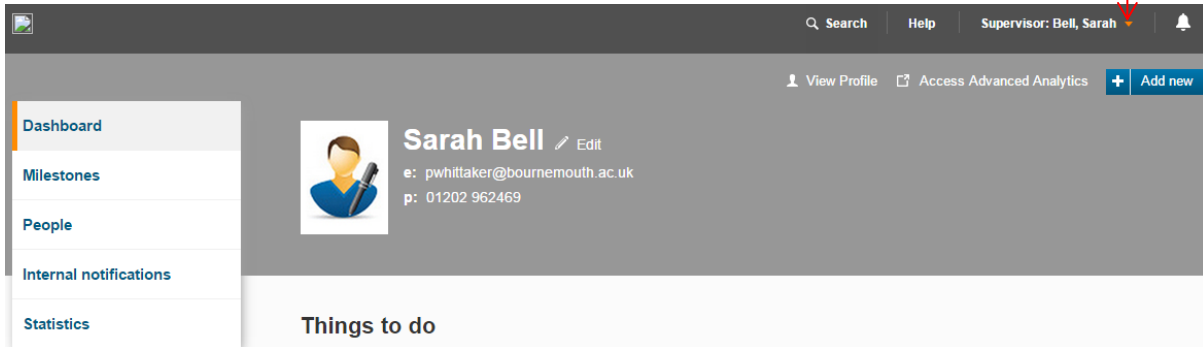 Search Help Supervisor: Bell, Sarah
View Profile Access Advanced Analytics + Add new
Dashboard
Milestones
People
Internal notifications
Statistics
Sarah Bell Edit
e: pwhittaker@bournemouth.ac.uk
p: 01202 962469
Things to do